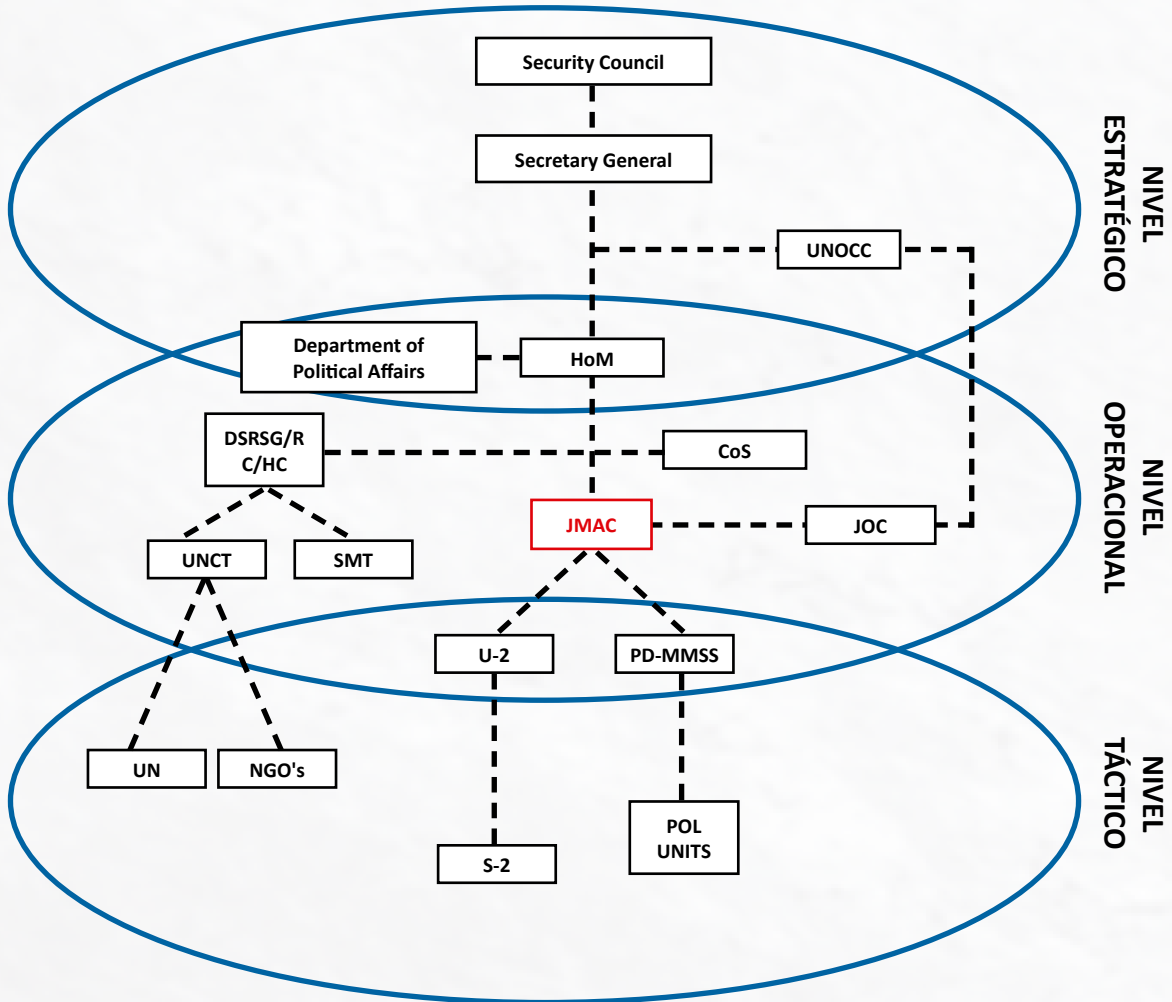 Security Council
Secretary General
NIVEL
ESTRATÉGICO
UNOCC
Department of
Political Affairs
HoM
DSRSG/R
C/HC
CoS
NIVEL
OPERACIONAL
JMAC
JOC
UNCT
SMT
U-2
PD-MMSS
UN
NGO's
NIVEL
TÁCTICO
POL
UNITS
S-2